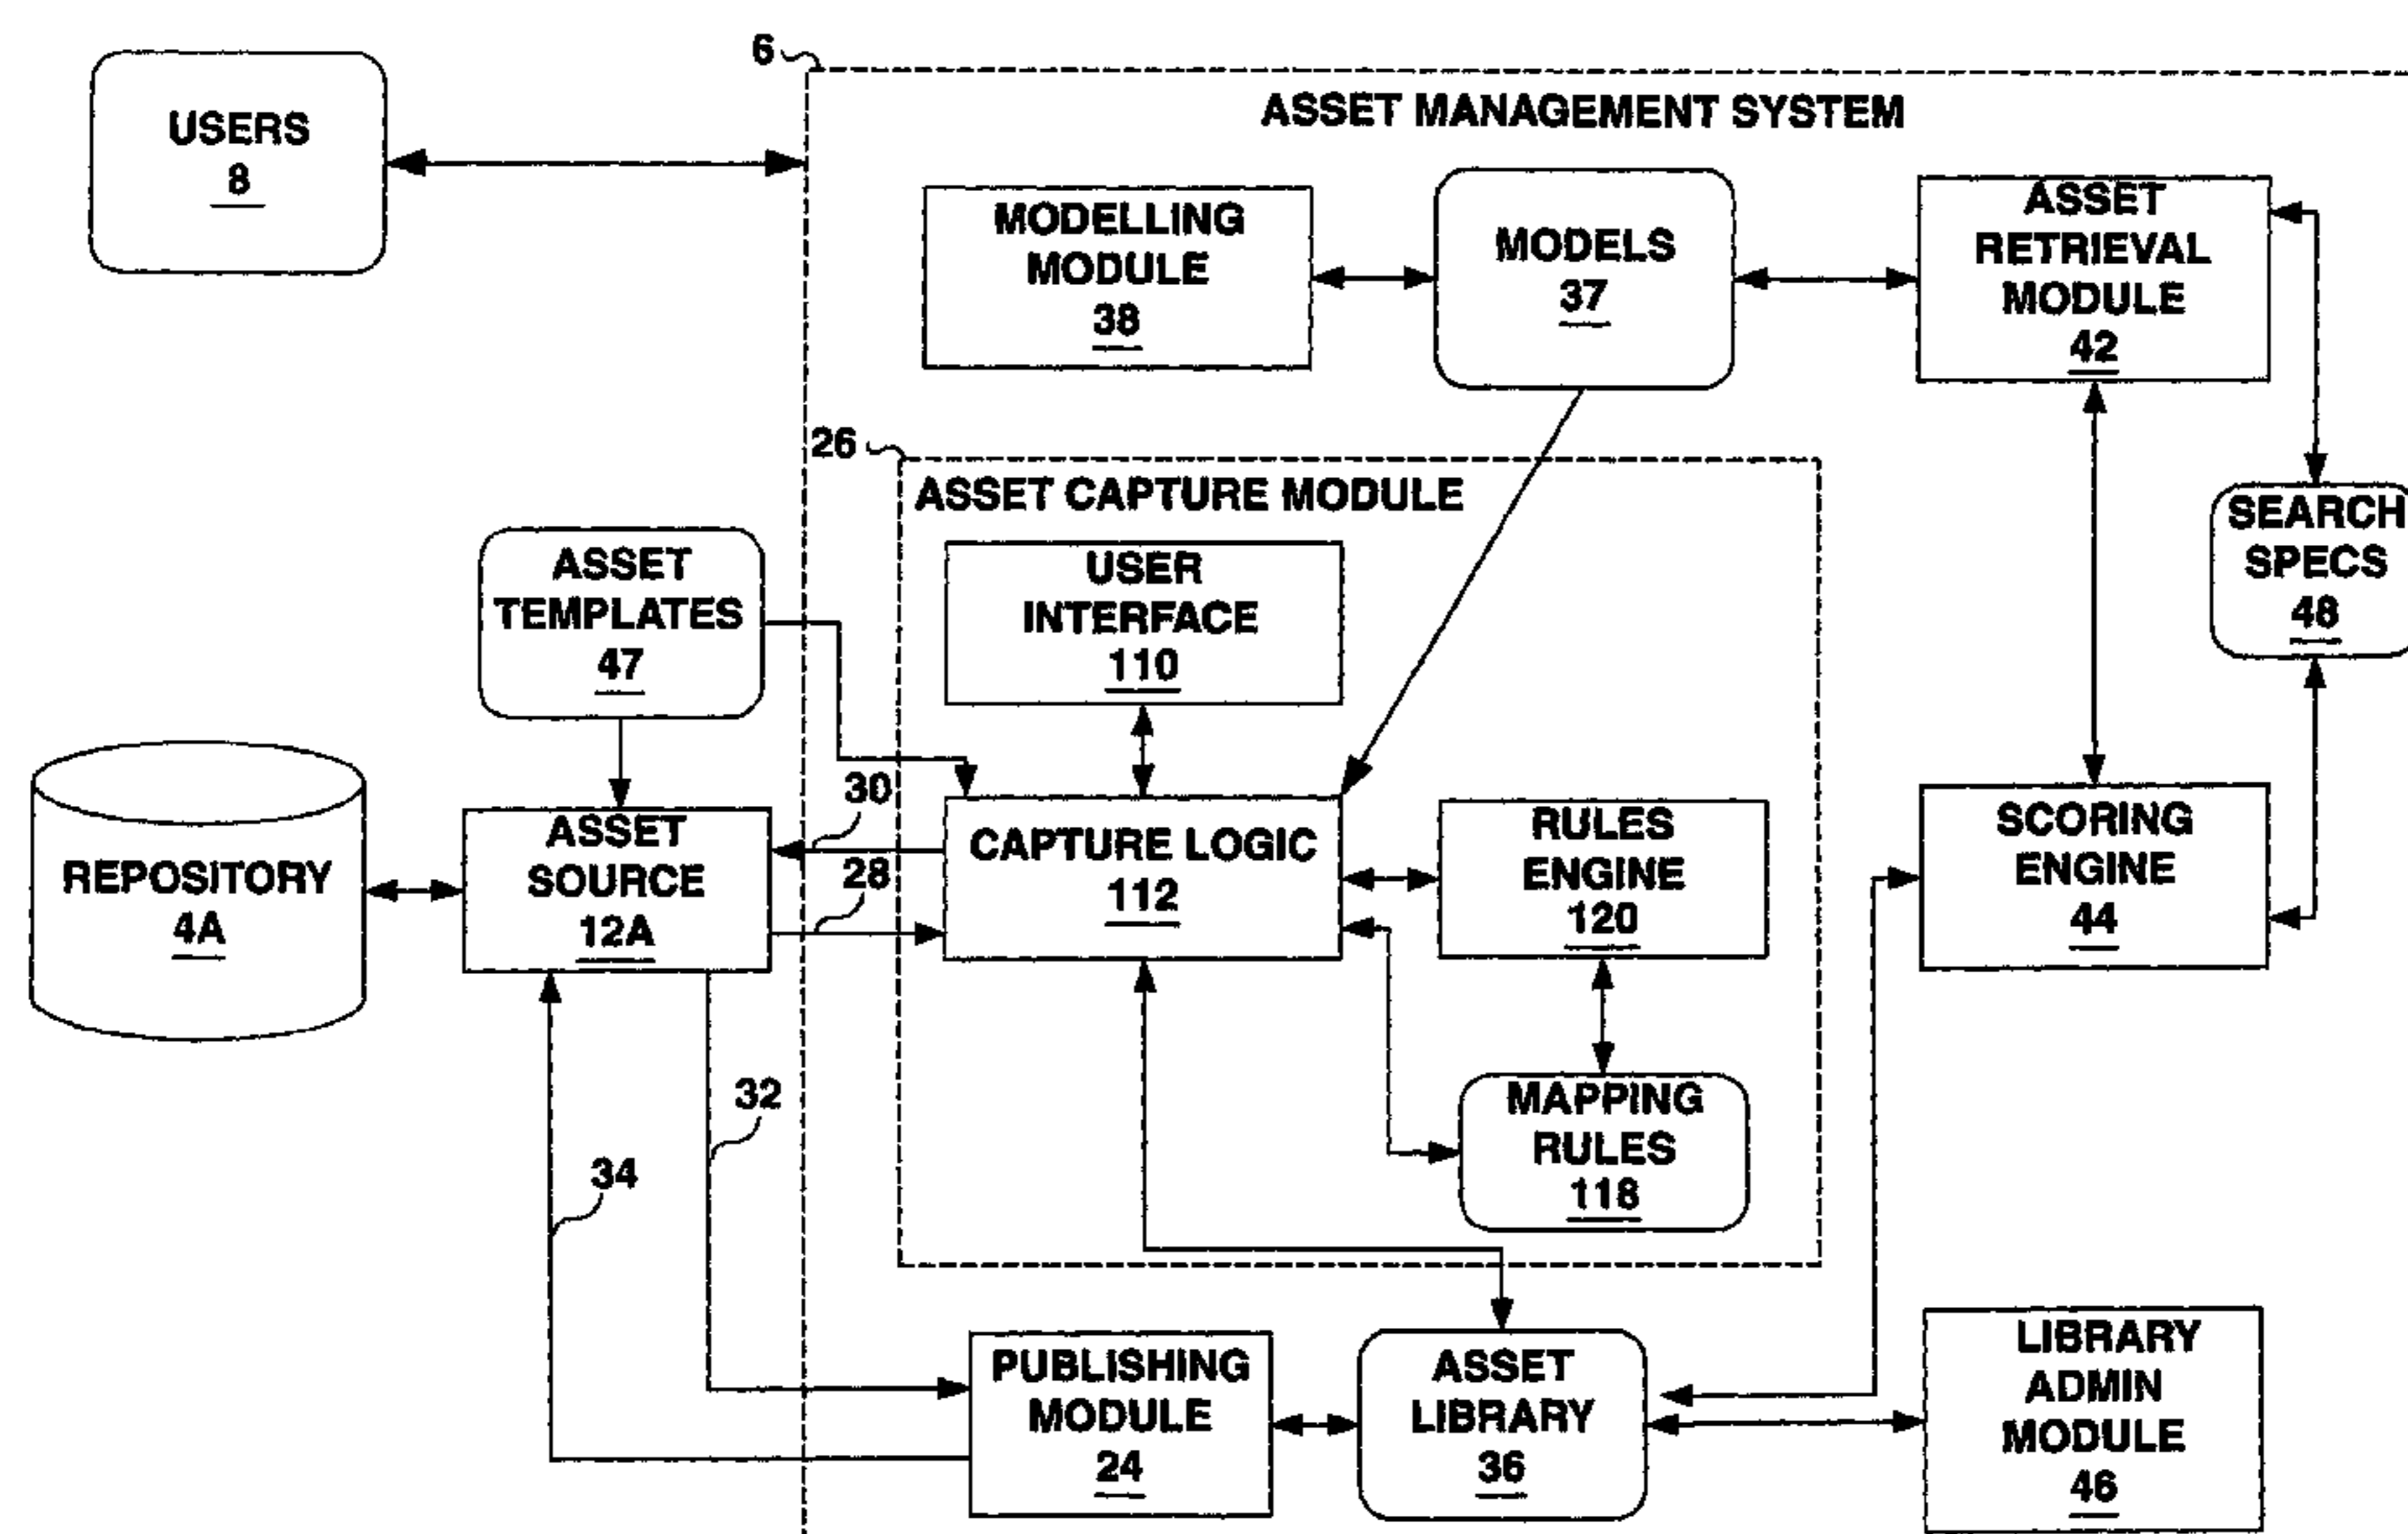 6
ASSET MANAGEMENT SYSTEM
USERS
8
MODELLING
MODULE
38
MODELS
37
ASSET
RETRIEVAL
MODULE
42
26
ASSET CAPTURE MODULE
SEARCH
SPECS
48
ASSET
TEMPLATES
47
USER
INTERFACE
110
REPOSITORY
4A
ASSET
SOURCE
12A
30
28
CAPTURE LOGIC
112
RULES
ENGINE
120
SCORING
ENGINE
44
MAPPING
RULES
118
32
34
PUBLISHING
MODULE
24
ASSET
LIBRARY
36
LIBRARY
ADMIN
MODULE
46